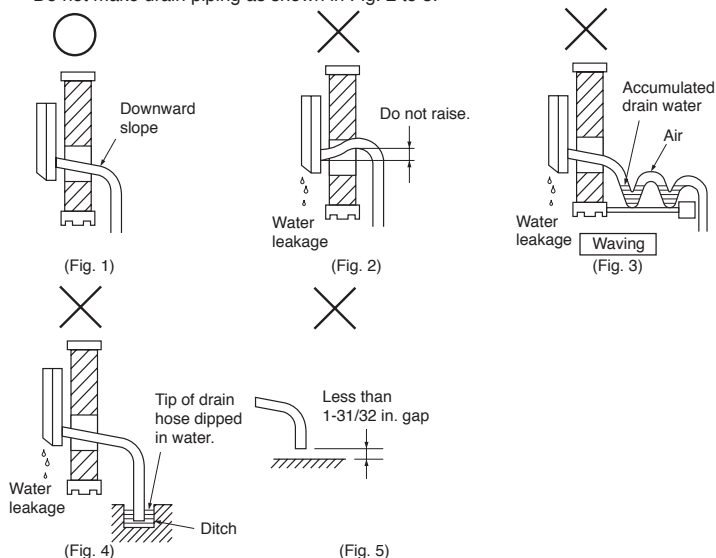 Do not make drain piping as shown in Fig. 2 to 5.
Downward
slope
(Fig. 1)
Do not raise.
Water
leakage
(Fig. 2)
Accumulated
drain water
Air
Water
leakage
Waving
(Fig. 3)
Tip of drain
hose dipped
in water.
Water
leakage
Ditch
(Fig. 4)
Less than
1-31/32 in. gap
(Fig. 5)